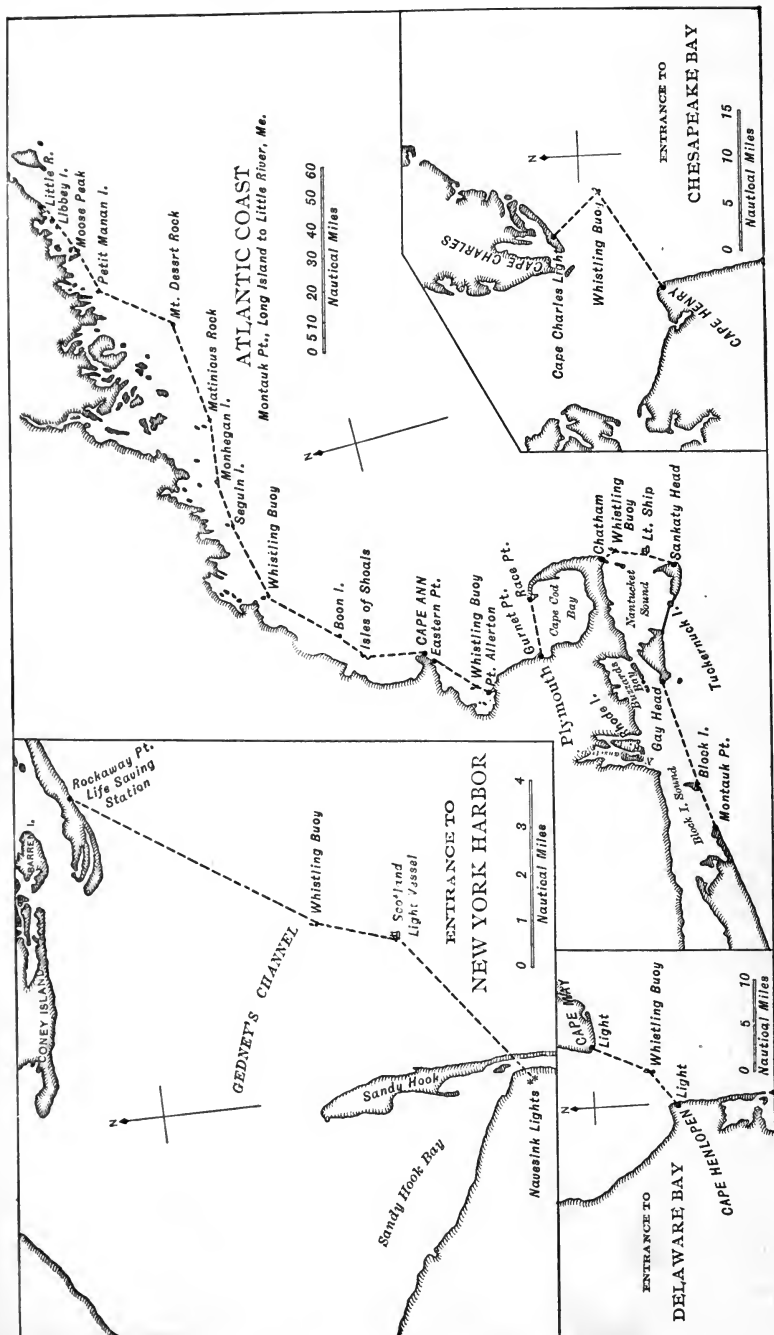 ATLANTIC COAST
Montauk Pt., Long Island to Little River, Me.
0 5 10 20 30 40 50 60
Nautical Miles
N
Little R.
Libbey I.
Moose Peak
Petit Manan I.
Mt. Desert Rock
Matinious Rock
Monhegan I.
Seguin I.
Whistling Buoy
Boon I.
Isles of Shoals
CAPE ANN
Eastern Pt.
Whistling Buoy
Pt. Allerton
Gurnet Pt.
Race Pt.
Plymouth
Cape Cod
Bay
Chatham
Whistling
Buoy
Lt. Ship
Nantucket
Sound
Sankaty Head
Tuckernuck I.
Buzzards
Bay
Rhode I.
Gay Head
Block I.
Block I. Sound
Montauk Pt.
ENTRANCE TO
CHESAPEAKE BAY
0 5 10 15
Nautical Miles
N
CAPE CHARLES
Cape Charles Light
Whistling Buoy
CAPE HENRY
ENTRANCE TO
NEW YORK HARBOR
0 1 2 3 4
Nautical Miles
N
Rockaway Pt.
Life Saving
Station
BARREN I.
CONEY ISLAND
GEDNEY'S CHANNEL
Whistling Buoy
Scotland
Light Vessel
Sandy Hook
Sandy Hook Bay
Navesink Lights
ENTRANCE TO
DELAWARE BAY
0 5 10
Nautical Miles
N
CAPE MAY
Light
Whistling Buoy
Light
CAPE HENLOPEN